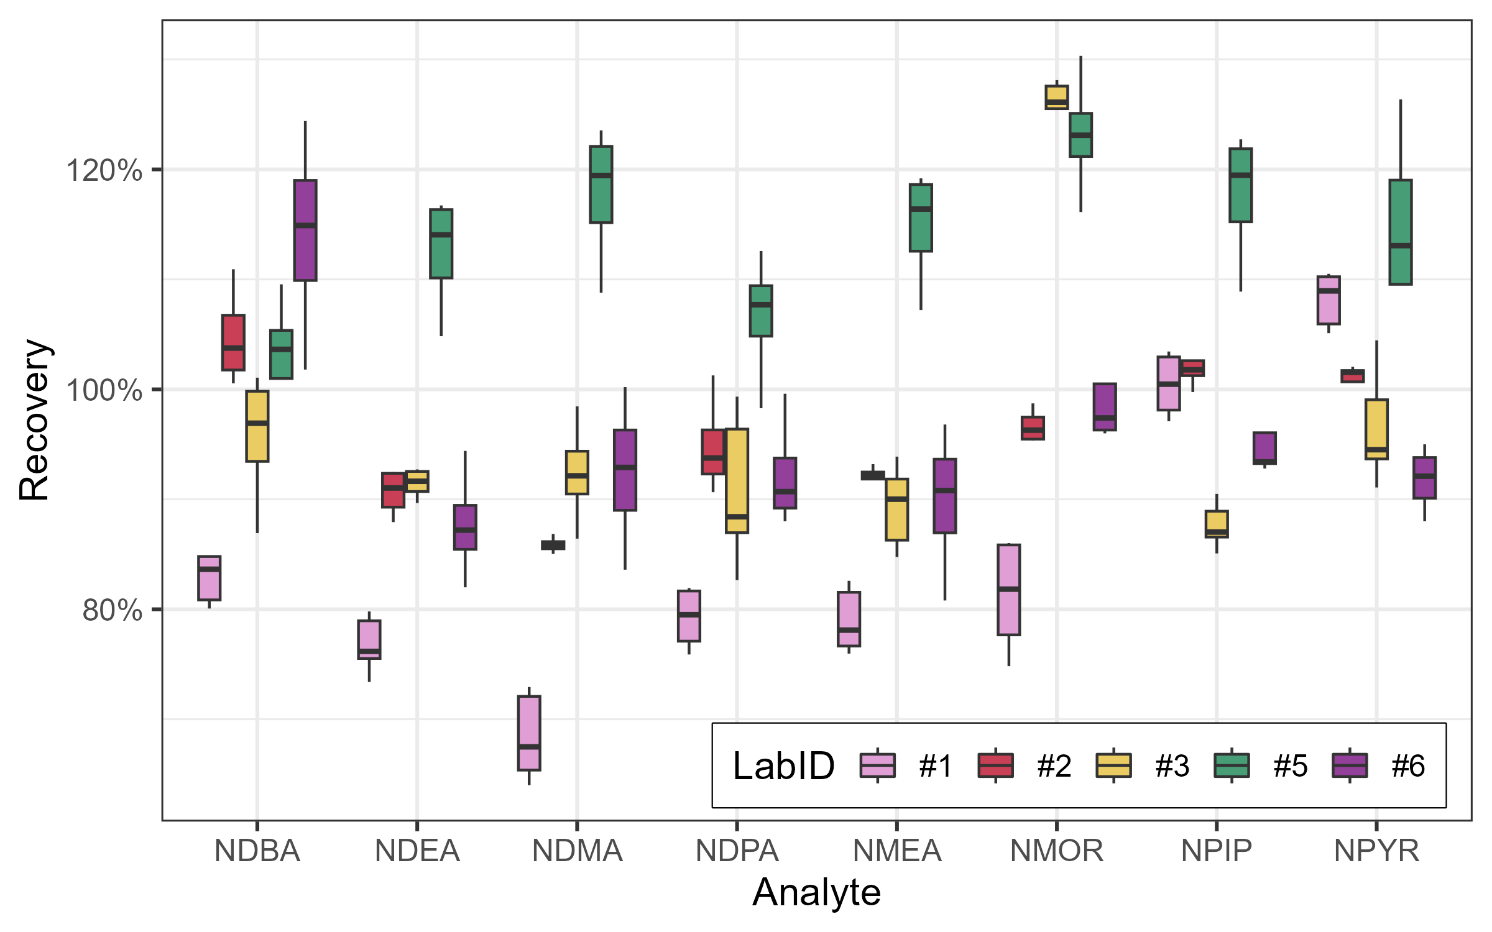 Recovery
120%
100%
80%
LabID #1 #2 #3 #5 #6
NDBA NDEA NDMA NDPA NMEA NMOR NPIP NPYR
Analyte